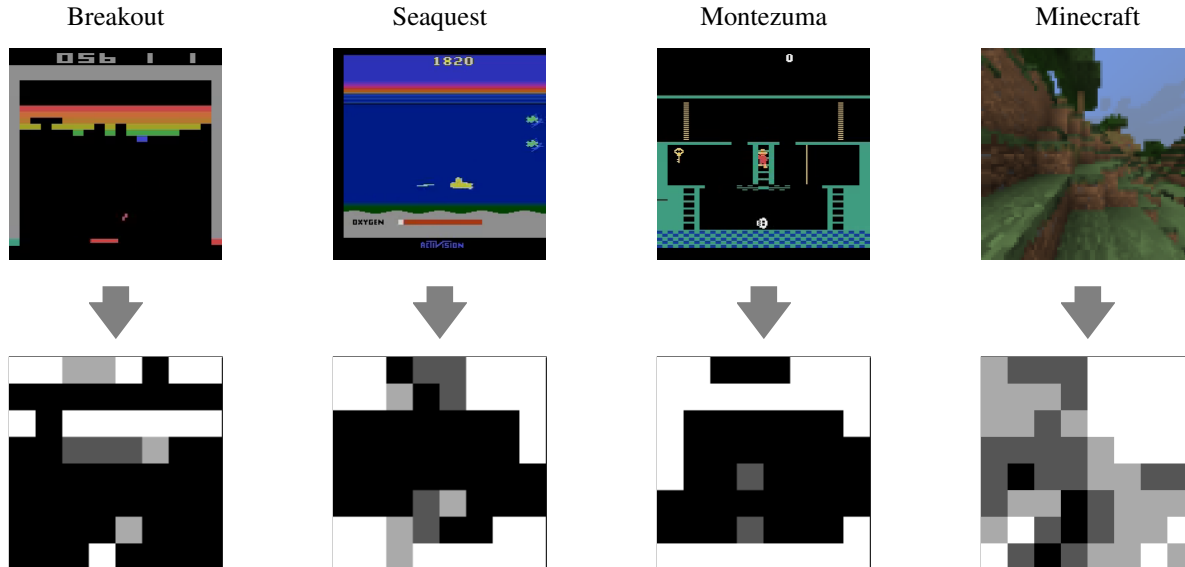 Breakout
Seaquest
Montezuma
Minecraft
056 1 1
1820
0
OXYGEN
ACTIVISION